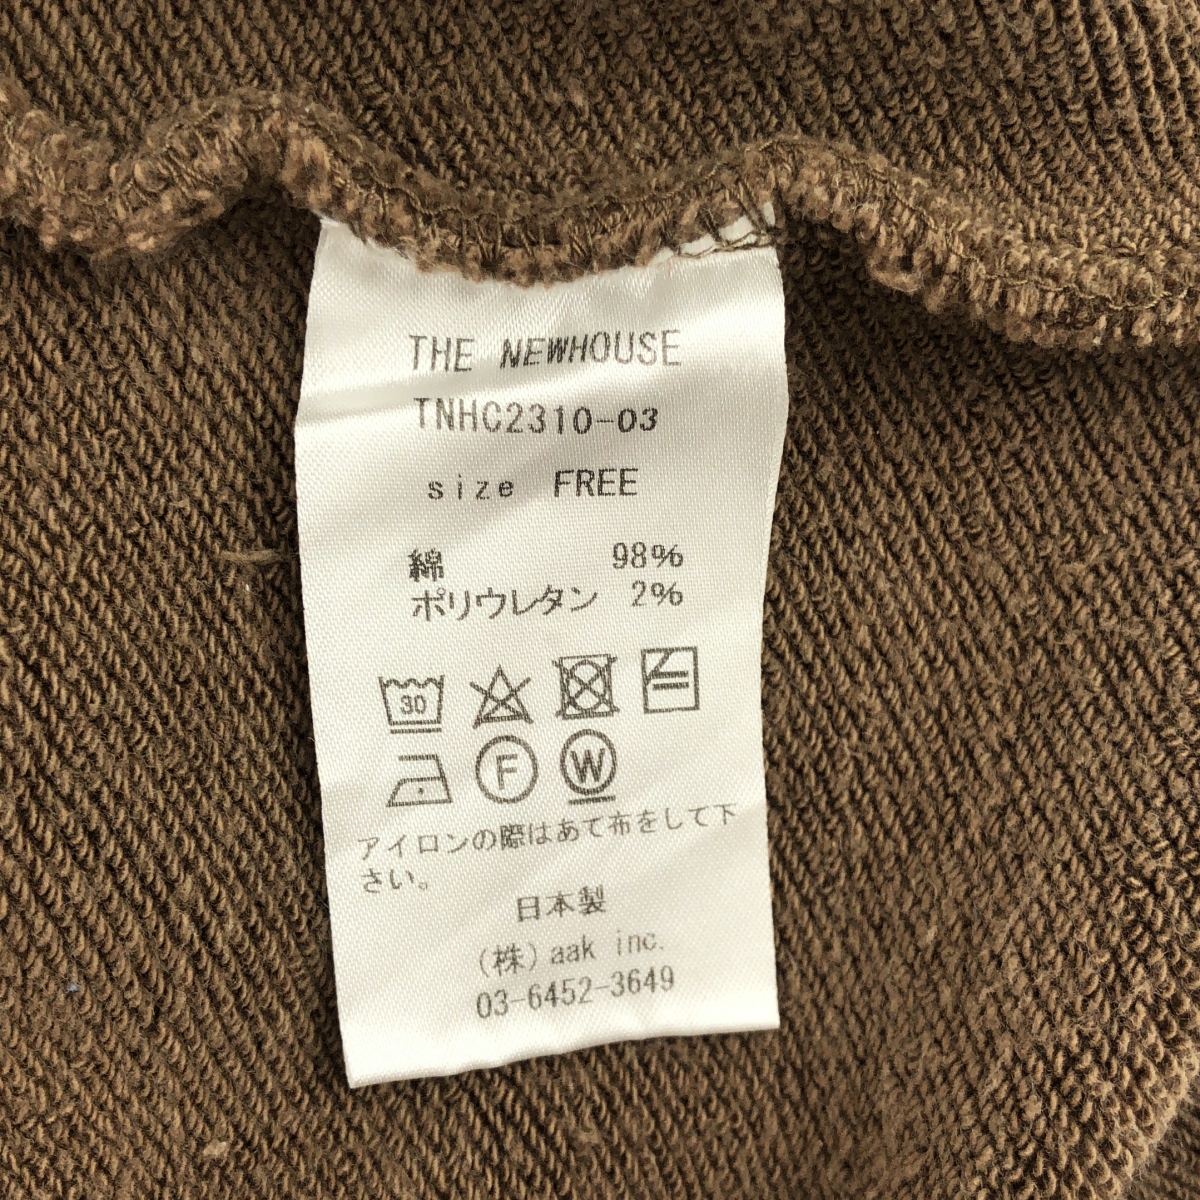 THE NEWHOUSE
TNHC2310-03
size FREE
綿 98%
ポリウレタン 2%
30
F W
アイロンの際はあて布をして下
さい。
日本製
(株)aak inc.
03-6452-3649